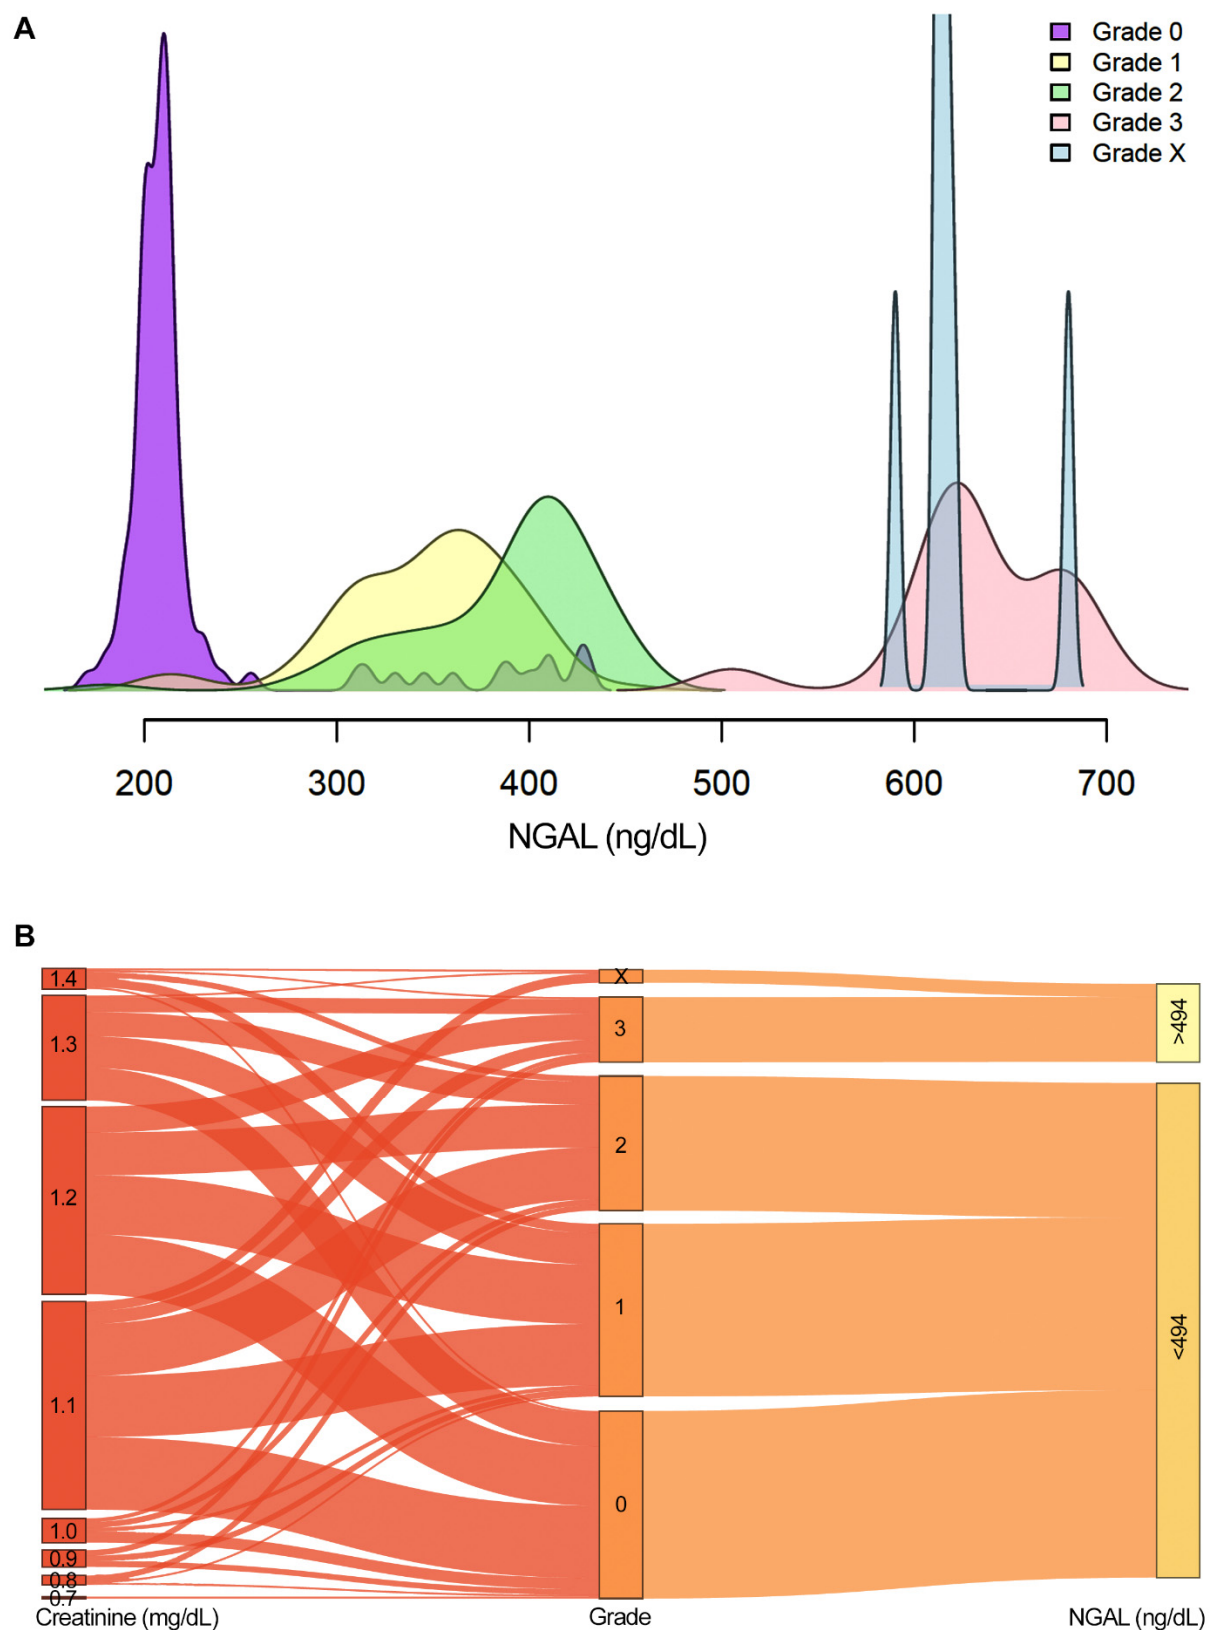 A
Grade 0
Grade 1
Grade 2
Grade 3
Grade X
200 300 400 500 600 700
NGAL (ng/dL)
B
1.4
1.3
1.2
1.1
1.0
0.9
0.8
0.7
X
3
2
1
0
>494
<494
Creatinine (mg/dL) Grade NGAL (ng/dL)